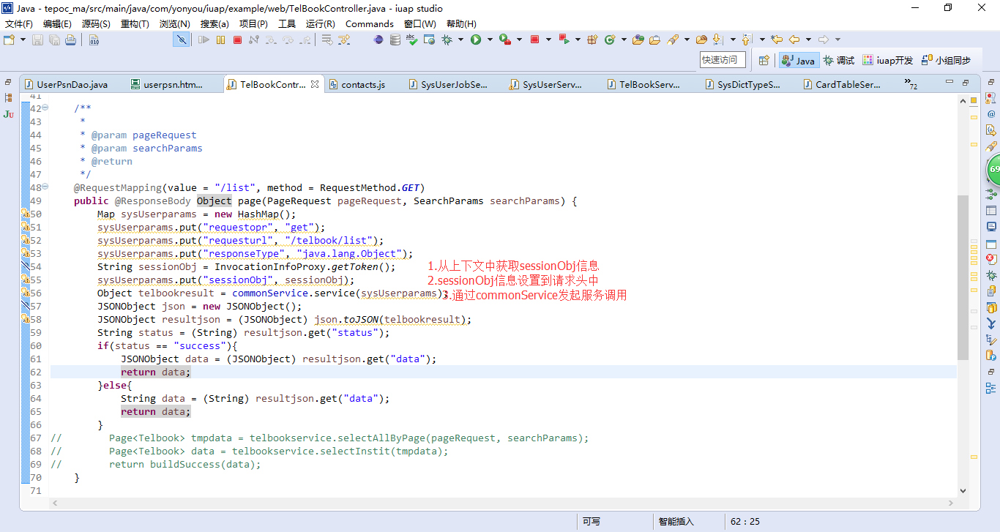 Java - tepoc_ma/src/main/java/com/yonyou/iuap/example/web/TelBookController.java - iuap studio
文件(F) 编辑(E) 源码(S) 重构(T) 浏览(N) 搜索(a) 项目(P) 工具 运行(R) Commands 窗口(W) 帮助(H)
快速访问 Java 调试 iuap开发 小组同步
UserPsnDao.java userpsn.htm... TelBookContr... contacts.js SysUserJobSe... SysUserServ... TelBookServ... SysDictTypeS... CardTableSer... 72
41
42 /**
43 *
44 * @param pageRequest
45 * @param searchParams
46 * @return
47 */
48 @RequestMapping(value = "/list", method = RequestMethod.GET)
49 public @ResponseBody Object page(PageRequest pageRequest, SearchParams searchParams) {
50 Map sysUserparams = new HashMap();
51 sysUserparams.put("requestopr", "get");
52 sysUserparams.put("requesturl", "/telbook/list");
53 sysUserparams.put("responseType", "java.lang.Object");
54 String sessionObj = InvocationInfoProxy.getToken(); 1.从上下文中获取sessionObj信息
55 sysUserparams.put("sessionObj", sessionObj); 2.sessionObj信息设置到请求头中
56 Object telbookresult = commonService.service(sysUserparams); 3.通过commonService发起服务调用
57 JSONObject json = new JSONObject();
58 JSONObject resultjson = (JSONObject) json.toJSON(telbookresult);
59 String status = (String) resultjson.get("status");
60 if(status == "success"){
61 JSONObject data = (JSONObject) resultjson.get("data");
62 return data;
63 }else{
64 String data = (String) resultjson.get("data");
65 return data;
66 }
67 // Page<Telbook> tmpdata = telbookservice.selectAllByPage(pageRequest, searchParams);
68 // Page<Telbook> data = telbookservice.selectInstit(tmpdata);
69 // return buildSuccess(data);
70 }
71
69
可写 智能插入 62 : 25